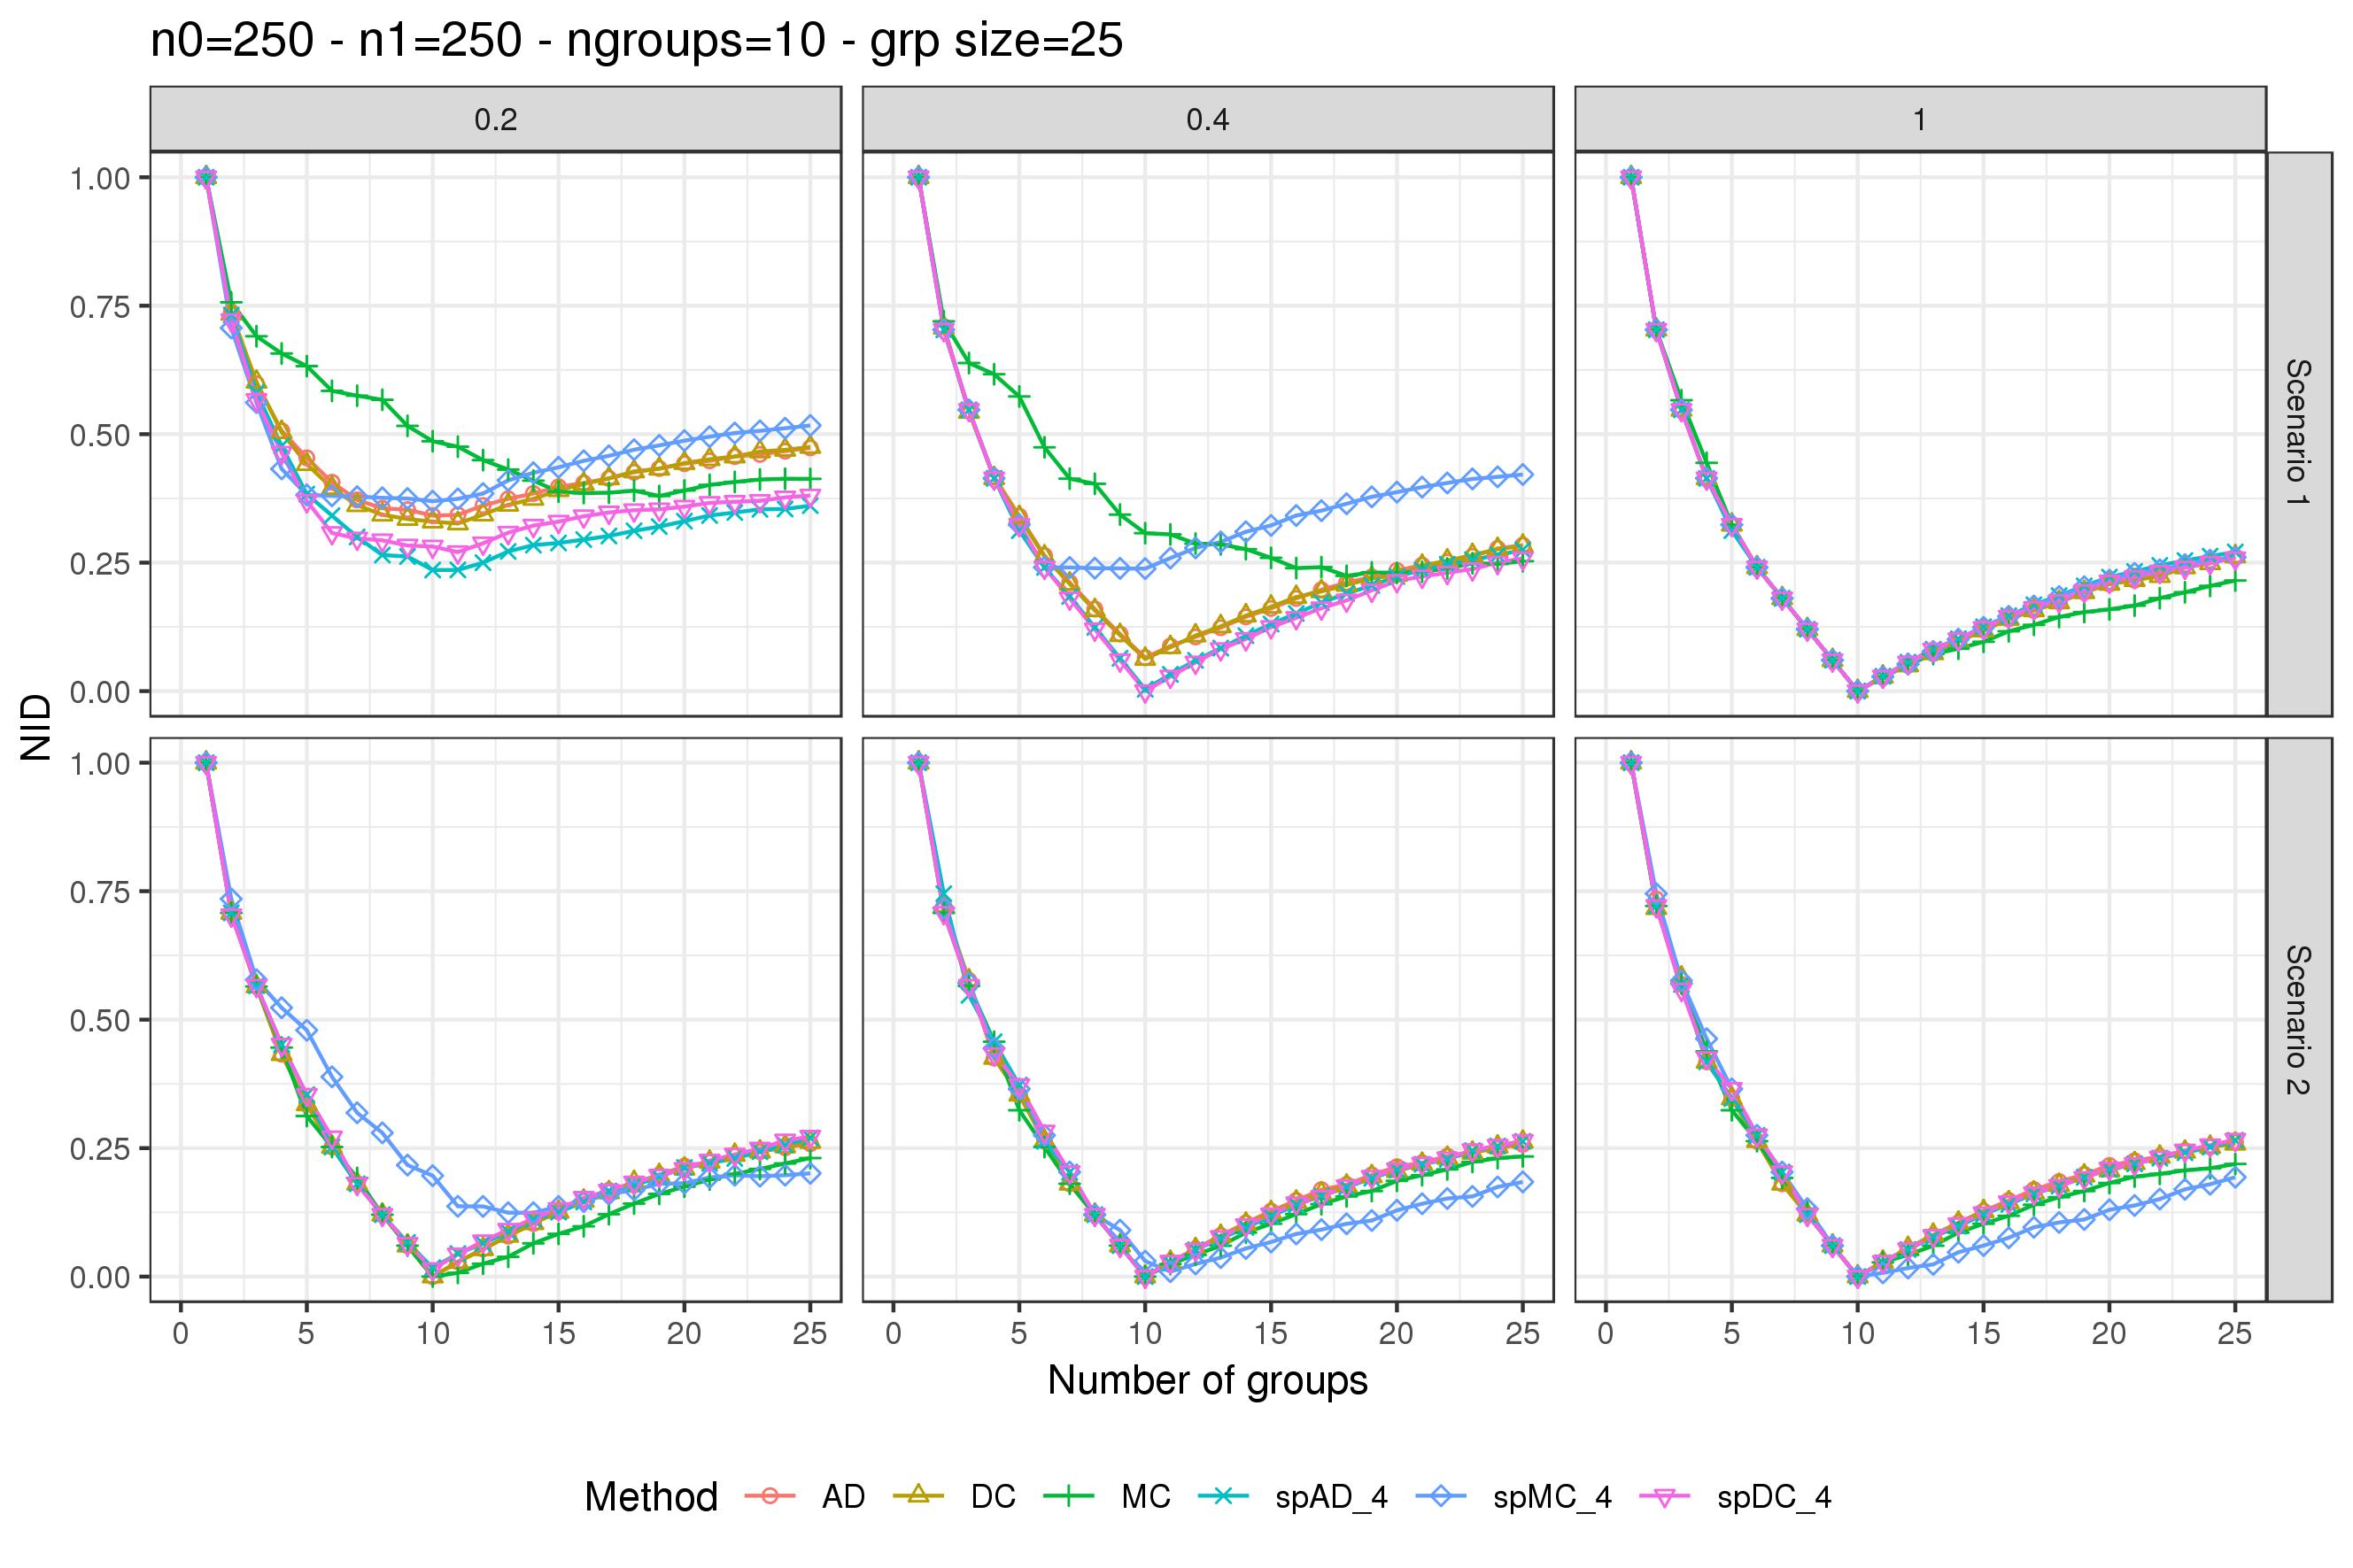 n0=250 - n1=250 - ngroups=10 - grp size=25
0.2
0.4
1
1.00
0.75
0.50
0.25
0.00
Scenario 1
NID
1.00
0.75
0.50
0.25
0.00
Scenario 2
0 5 10 15 20 25
0 5 10 15 20 25
0 5 10 15 20 25
Number of groups
Method AD DC MC spAD_4 spMC_4 spDC_4